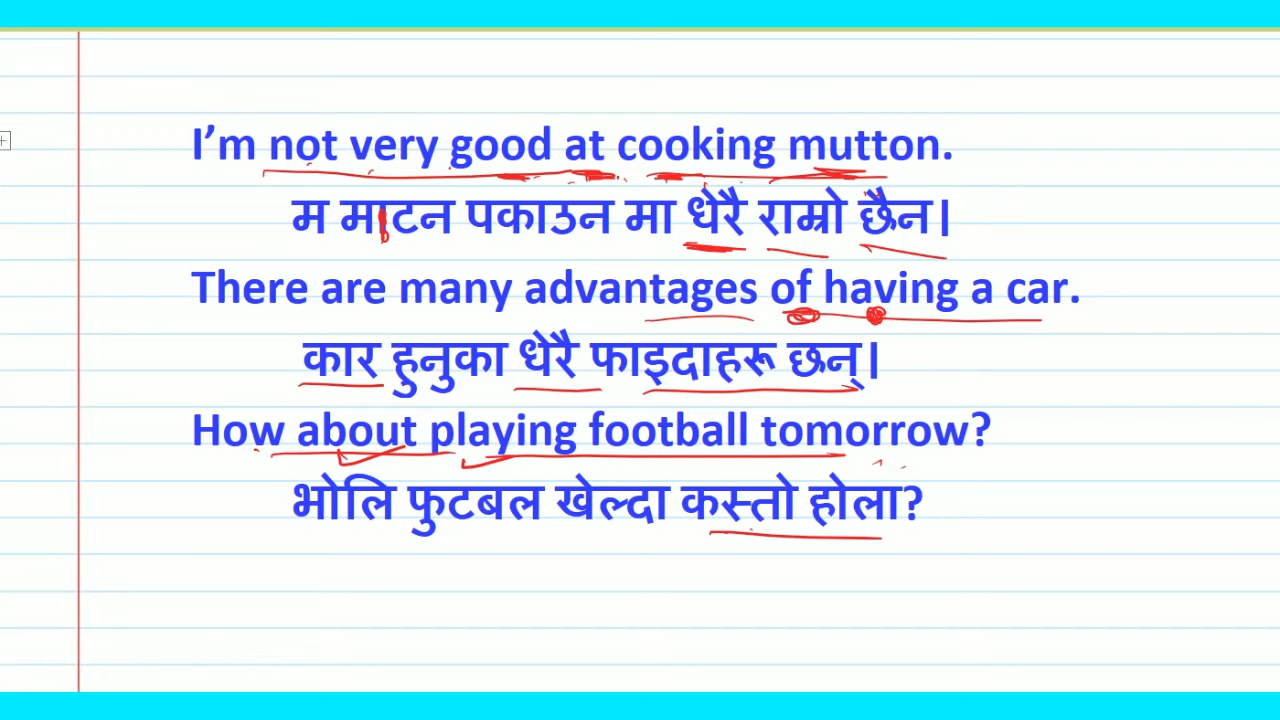 I’m not very good at cooking mutton.
म माटन पकाउन मा धेरै राम्रो छैन।
There are many advantages of having a car.
कार हुनुका धेरै फाइदाहरू छन्।
How about playing football tomorrow?
भोलि फुटबल खेल्दा कस्तो होला?